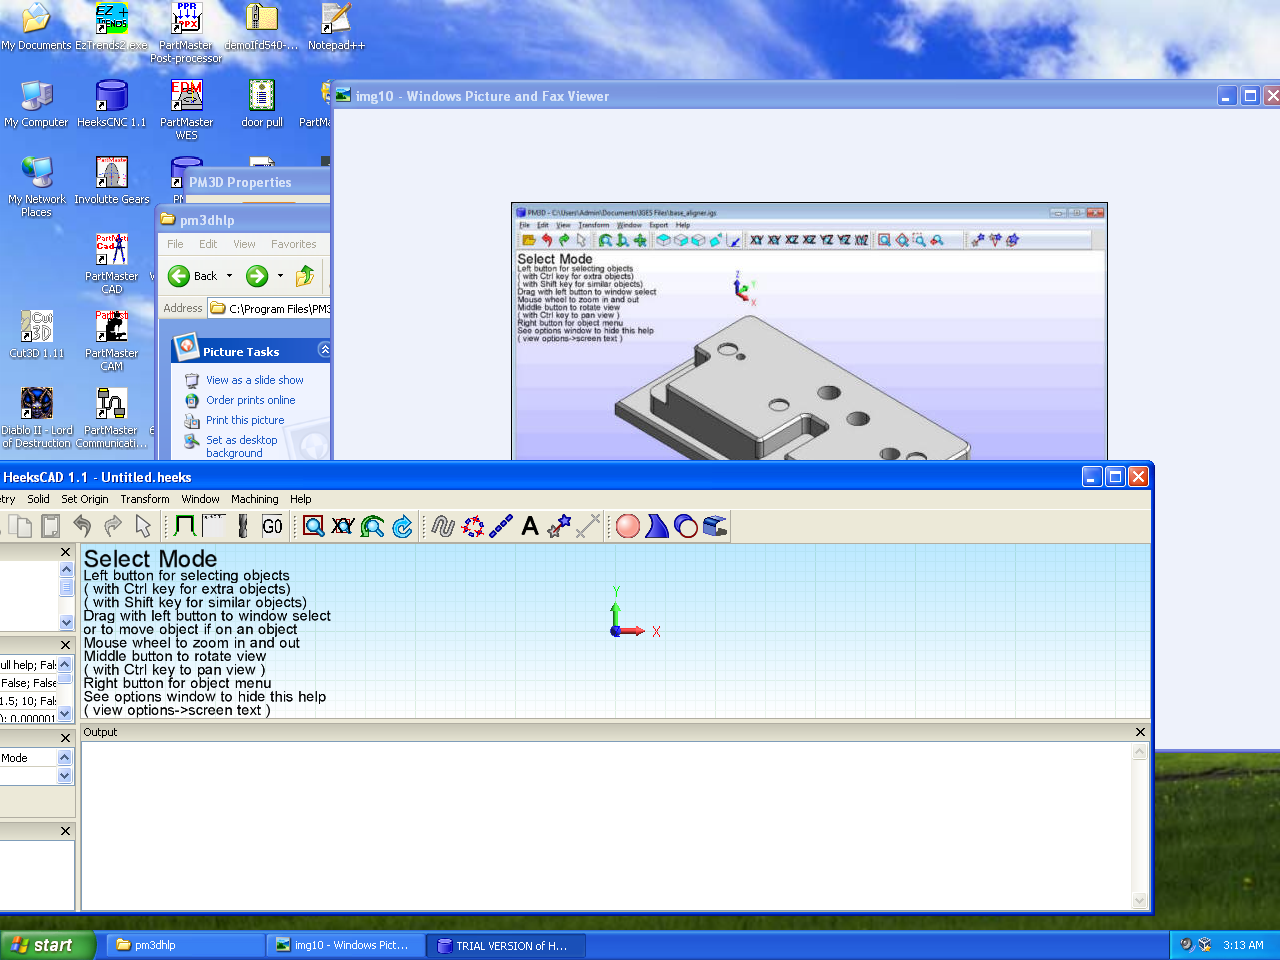 My Documents
EzTrends2.exe
PartMaster
Post-processor
demoIfd540-...
Notepad++
My Computer
HeeksCNC 1.1
PartMaster
WES
door pull
My Network
Places
Involutte Gears
PartMaster
CAD
Cut3D 1.11
PartMaster
CAM
Diablo II - Lord
of Destruction
PartMaster
Communicati...
img10 - Windows Picture and Fax Viewer
PM3D Properties
pm3dhlp
File Edit View Favorites
Back
Address C:\Program Files\PM3
Picture Tasks
View as a slide show
Order prints online
Print this picture
Set as desktop
background
PM3D - C:\Users\Admin\Documents\IGES Files\base_aligner.igs
File Edit View Transform Window Export Help
Select Mode
Left button for selecting objects
( with Ctrl key for extra objects)
( with Shift key for similar objects)
Drag with left button to window select
Mouse wheel to zoom in and out
Middle button to rotate view
( with Ctrl key to pan view )
Right button for object menu
See options window to hide this help
( view options->screen text )
HeeksCAD 1.1 - Untitled.heeks
etry Solid Set Origin Transform Window Machining Help
G0
A
Select Mode
Left button for selecting objects
( with Ctrl key for extra objects)
( with Shift key for similar objects)
Drag with left button to window select
or to move object if on an object
Mouse wheel to zoom in and out
Middle button to rotate view
( with Ctrl key to pan view )
Right button for object menu
See options window to hide this help
( view options->screen text )
Y
X
ull help; Fal
False; False
1.5; 10; Fal
Mode
Output
start
pm3dhlp
img10 - Windows Pict...
TRIAL VERSION of H...
3:13 AM